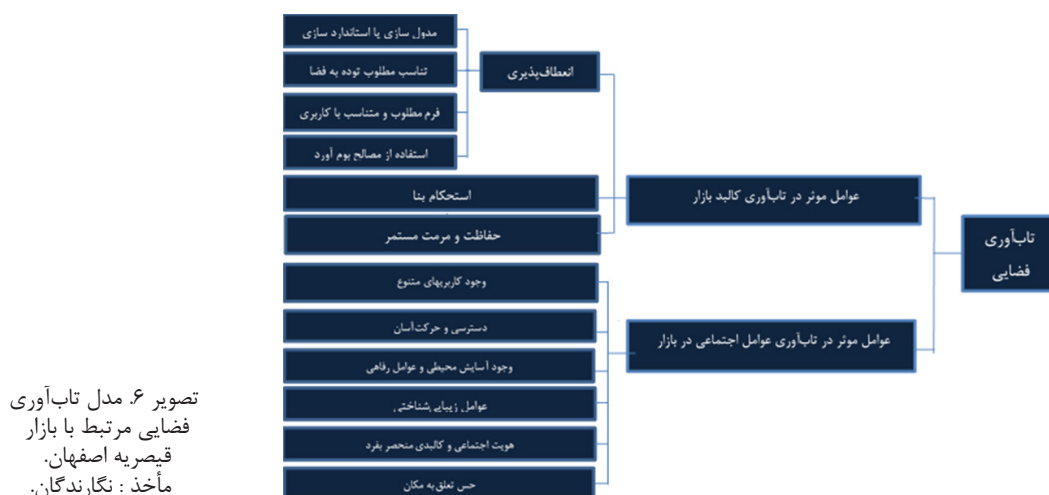 تاب‌آوری
فضایی
عوامل موثر در تاب‌آوری کالبد بازار
انعطاف‌پذیری
مدول سازی یا استاندارد سازی
تناسب مطلوب توده به فضا
فرم مطلوب و متناسب با کاربری
استفاده از مصالح بوم آورد
استحکام بنا
حفاظت و مرمت مستمر
عوامل موثر در تاب‌آوری عوامل اجتماعی در بازار
وجود کاربریهای متنوع
دسترسی و حرکت‌آسان
وجود آسایش محیطی و عوامل رفاهی
عوامل زیبایی‌شناختی
هویت اجتماعی و کالبدی منحصر بفرد
حس تعلق به مکان
تصویر ۶. مدل تاب‌آوری
فضایی مرتبط با بازار
قیصریه اصفهان.
مأخذ : نگارندگان.